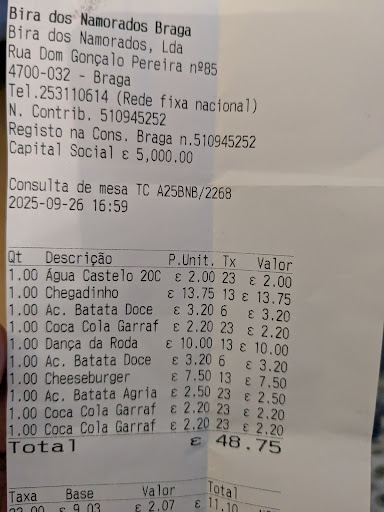 Bira dos Namorados Braga
Bira dos Namorados, Lda
Rua Dom Gonçalo Pereira nº85
4700-032 - Braga
Tel.253110614 (Rede fixa nacional)
N. Contrib. 510945252
Registo na Cons. Braga n.510945252
Capital Social ε 5,000.00
Consulta de mesa TC A25BNB/2268
2025-09-26 16:59
Qt Descrição P.Unit. Tx Valor
1.00 Água Castelo 20C ε 2.00 23 ε 2.00
1.00 Chegadinho ε 13.75 13 ε 13.75
1.00 Ac. Batata Doce ε 3.20 6 ε 3.20
1.00 Coca Cola Garraf ε 2.20 23 ε 2.20
1.00 Dança da Roda ε 10.00 13 ε 10.00
1.00 Ac. Batata Doce ε 3.20 6 ε 3.20
1.00 Cheeseburger ε 7.50 13 ε 7.50
1.00 Ac. Batata Agria ε 2.50 23 ε 2.50
1.00 Coca Cola Garraf ε 2.20 23 ε 2.20
1.00 Coca Cola Garraf ε 2.20 23 ε 2.20
Total ε 48.75
Taxa Base Valor Total
23.00 ε 9.03 ε 2.07 ε 11.10